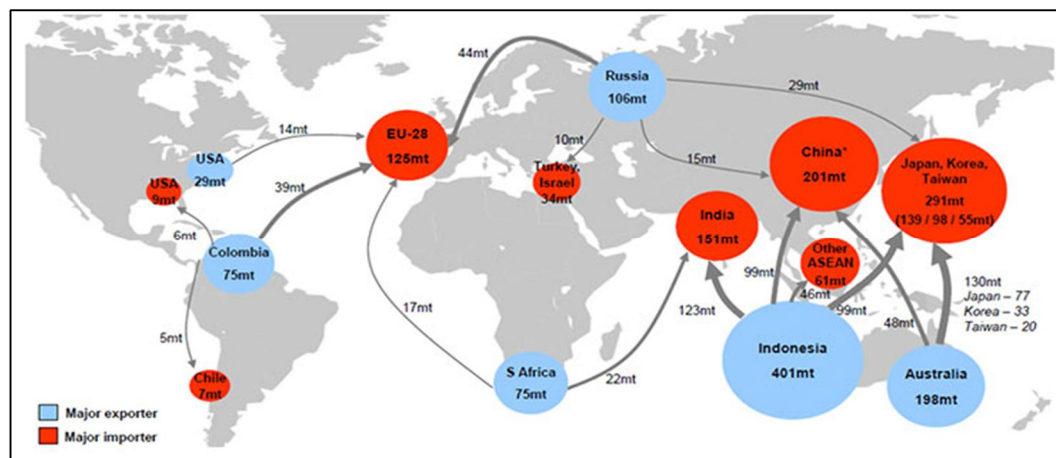 44mt
Russia
106mt
29mt
14mt
EU-28
125mt
10mt
15mt
China*
201mt
Japan, Korea,
Taiwan
291mt
(139 / 98 / 55mt)
USA
29mt
USA
9mt
39mt
Turkey,
Israel
34mt
India
151mt
Other
ASEAN
61mt
6mt
Colombia
75mt
99mt
46mt
99mt
130mt
Japan – 77
Korea – 33
Taiwan – 20
17mt
123mt
48mt
5mt
Indonesia
401mt
S Africa
75mt
22mt
Australia
198mt
Chile
7mt
Major exporter
Major importer